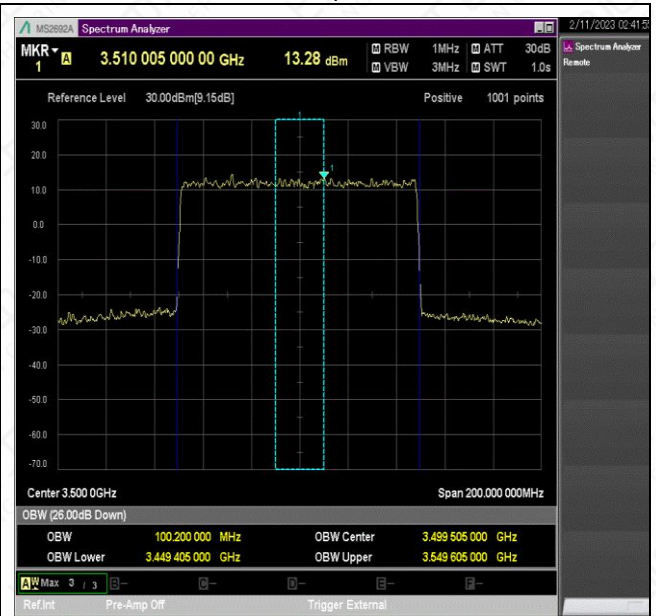 MS2692A Spectrum Analyzer
2/11/2023 02:41:5
MKR 1 A 3.510 005 000 00 GHz 13.28 dBm
M RBW 1MHz M ATT 30dB
M VBW 3MHz M SWT 1.0s
Spectrum Analyzer
Remote
Reference Level 30.00dBm[9.15dB] Positive 1001 points
1
30.0
20.0
1
10.0
0.0
-10.0
-20.0
-30.0
-40.0
-50.0
-60.0
-70.0
Center 3.500 0GHz Span 200.000 000MHz
OBW (26.00dB Down)
OBW 100.200 000 MHz OBW Center 3.499 505 000 GHz
OBW Lower 3.449 405 000 GHz OBW Upper 3.549 605 000 GHz
A W Max 3 / 3 B- C- D- E- F-
Ref.Int Pre-Amp Off Trigger External